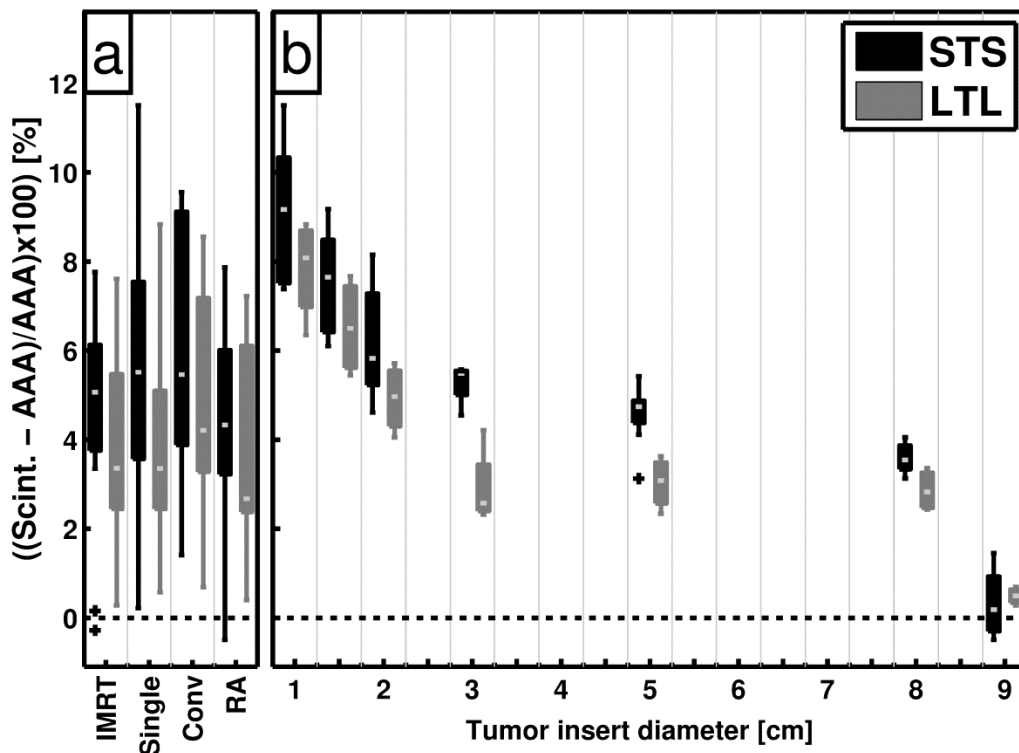 a
b
STS
LTL
((Scint. – AAA)/AAA)x100) [%]
12
10
8
6
4
2
0
IMRT
Single
Conv
RA
1 2 3 4 5 6 7 8 9
Tumor insert diameter [cm]